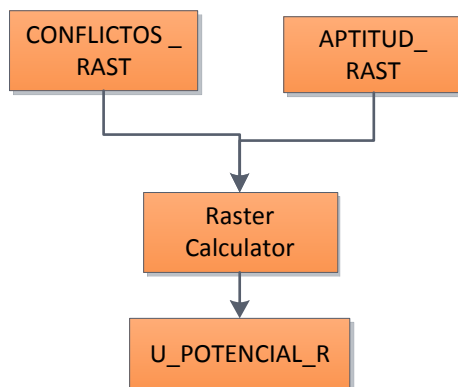 CONFLICTOS _
RAST
APTITUD_
RAST
Raster
Calculator
U_POTENCIAL_R